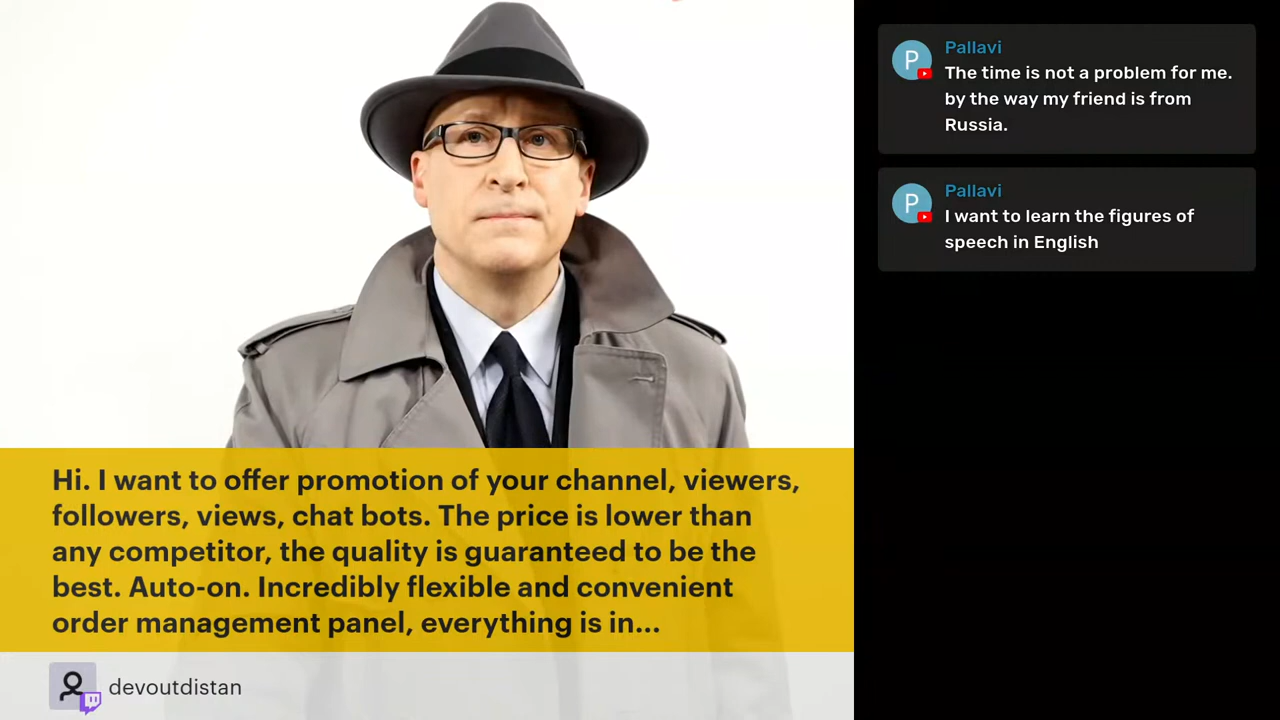 Hi. I want to offer promotion of your channel, viewers,
followers, views, chat bots. The price is lower than
any competitor, the quality is guaranteed to be the
best. Auto-on. Incredibly flexible and convenient
order management panel, everything is in...
devoutdistan
P
Pallavi
The time is not a problem for me.
by the way my friend is from
Russia.
P
Pallavi
I want to learn the figures of
speech in English